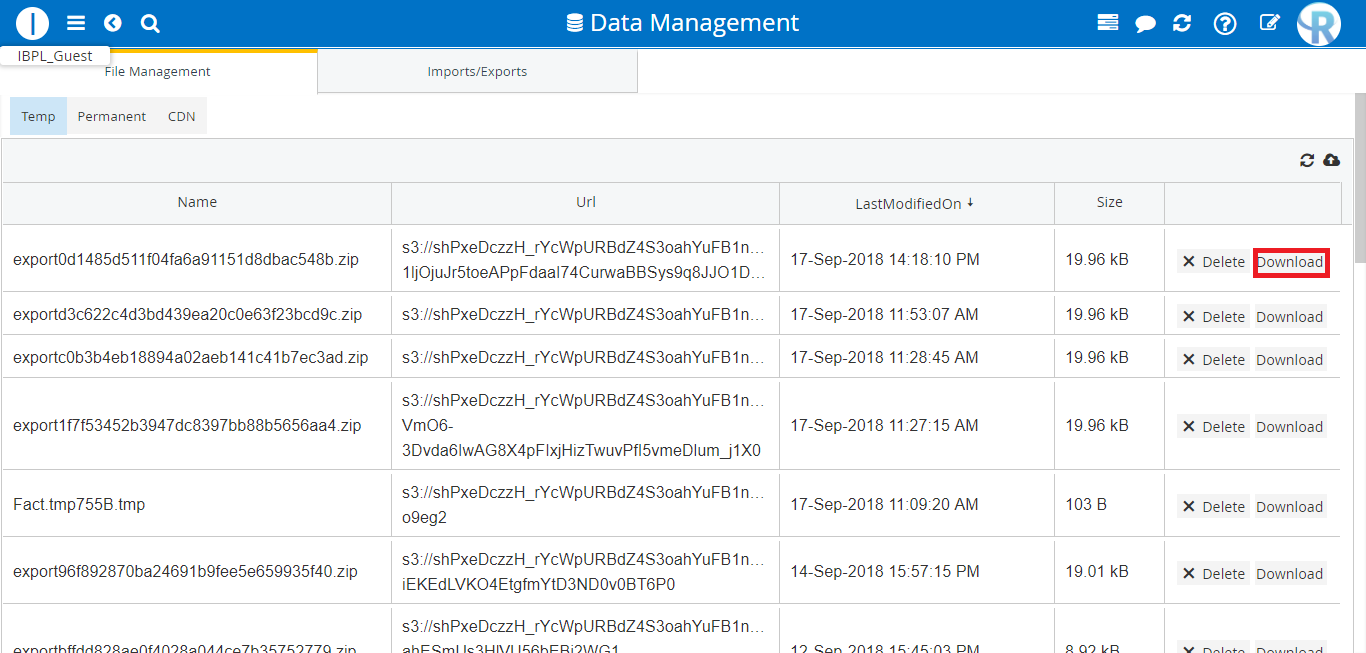 Data Management
IBPL_Guest
File Management
Imports/Exports
Temp Permanent CDN
Name Url LastModifiedOn Size
export0d1485d511f04fa6a91151d8dbac548b.zip
s3://shPxeDczzH_rYcWpURBdZ4S3oahYuFB1n...
1IjOjuJr5toeAPpFdaaI74CurwaBBSys9q8JJO1D...
17-Sep-2018 14:18:10 PM
19.96 kB
Delete Download
exportd3c622c4d3bd439ea20c0e63f23bcd9c.zip
s3://shPxeDczzH_rYcWpURBdZ4S3oahYuFB1n...
17-Sep-2018 11:53:07 AM
19.96 kB
Delete Download
exportc0b3b4eb18894a02aeb141c41b7ec3ad.zip
s3://shPxeDczzH_rYcWpURBdZ4S3oahYuFB1n...
17-Sep-2018 11:28:45 AM
19.96 kB
Delete Download
export1f7f53452b3947dc8397bb88b5656aa4.zip
s3://shPxeDczzH_rYcWpURBdZ4S3oahYuFB1n...
VmO6-
3Dvda6IwAG8X4pFIxjHizTwuvPfI5vmeDlum_j1X0
17-Sep-2018 11:27:15 AM
19.96 kB
Delete Download
Fact.tmp755B.tmp
s3://shPxeDczzH_rYcWpURBdZ4S3oahYuFB1n...
o9eg2
17-Sep-2018 11:09:20 AM
103 B
Delete Download
export96f892870ba24691b9fee5e659935f40.zip
s3://shPxeDczzH_rYcWpURBdZ4S3oahYuFB1n...
iEKEdLVKO4EtgfmYtD3ND0v0BT6P0
14-Sep-2018 15:57:15 PM
19.01 kB
Delete Download
exportbffdd828ae0f4028a044ce7b35752779.zip
s3://shPxeDczzH_rYcWpURBdZ4S3oahYuFB1n...
12-Sep-2018 15:45:03 PM
8.92 kB
Delete Download